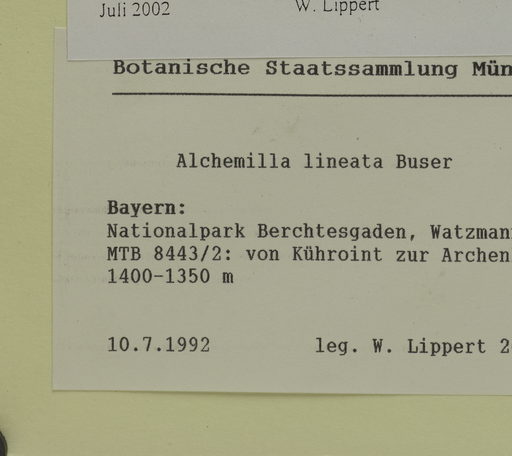 Juli 2002 W. Lippert
Botanische Staatssammlung Mün
Alchemilla lineata Buser
Bayern:
Nationalpark Berchtesgaden, Watzman
MTB 8443/2: von Kühroint zur Archen
1400-1350 m
10.7.1992 leg. W. Lippert 2